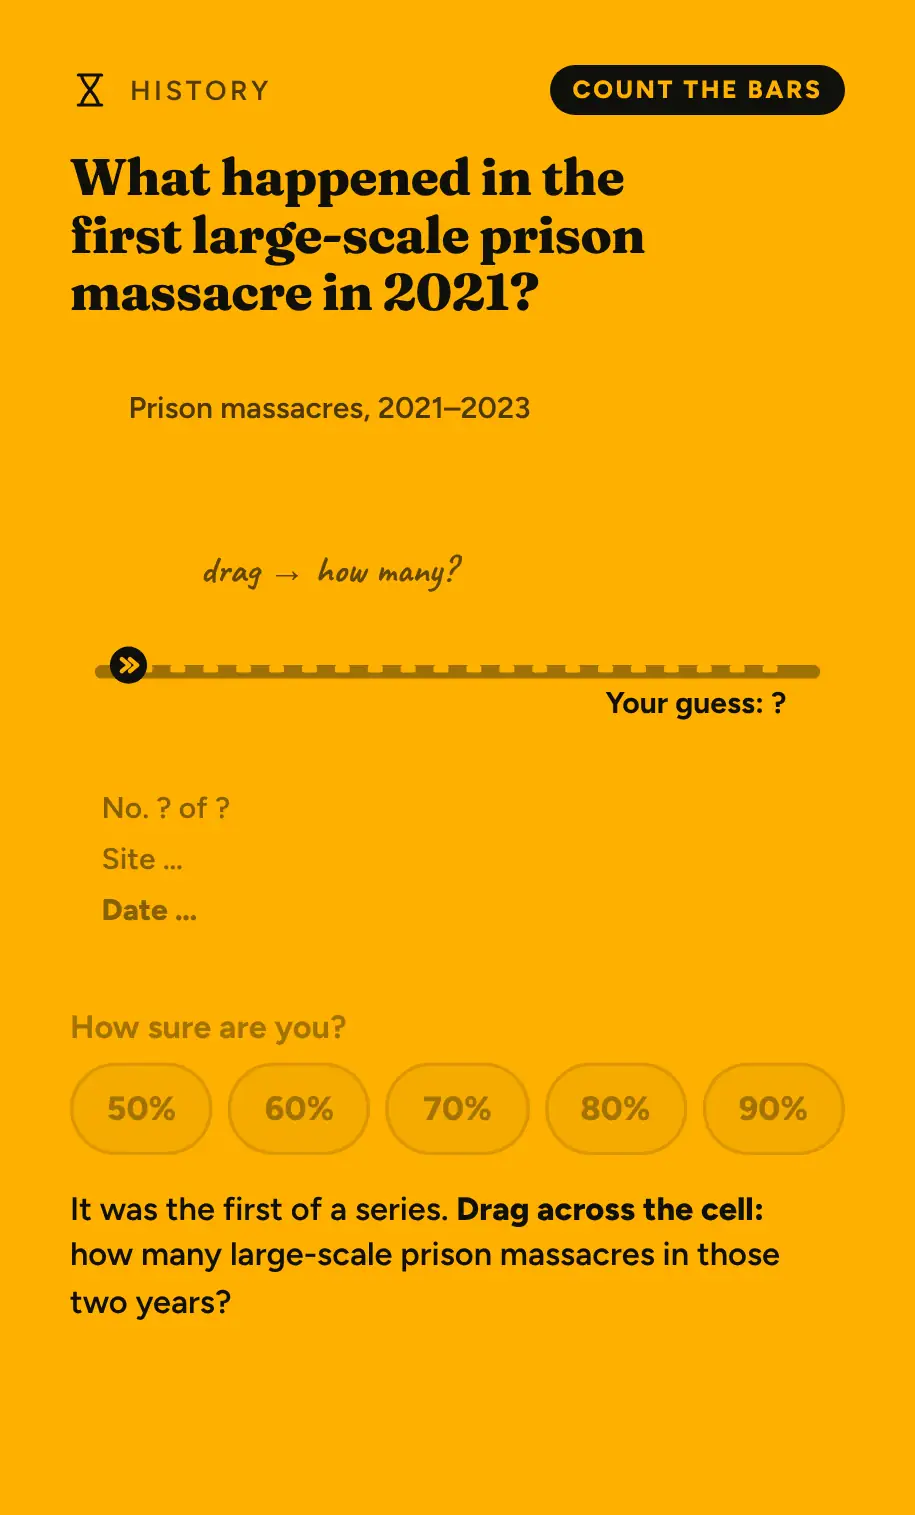 HISTORY
COUNT THE BARS
What happened in the
first large-scale prison
massacre in 2021?
Prison massacres, 2021–2023
drag → how many?
Your guess: ?
No. ? of ?
Site ...
Date ...
How sure are you?
50% 60% 70% 80% 90%
It was the first of a series. Drag across the cell:
how many large-scale prison massacres in those
two years?